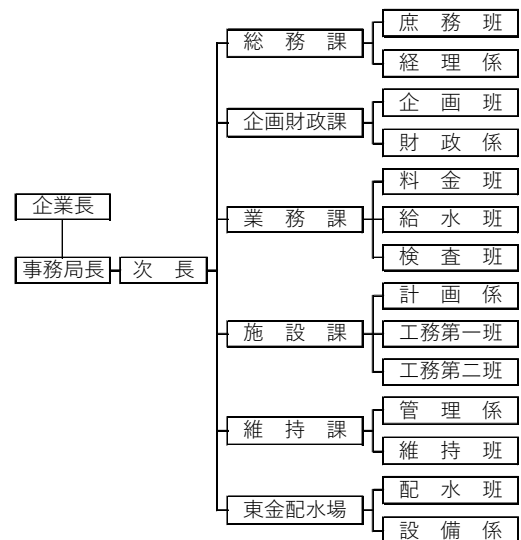 企業長
事務局長
次 長
総 務 課
庶 務 班
経 理 係
企画財政課
企 画 班
財 政 係
業 務 課
料 金 班
給 水 班
検 査 班
施 設 課
計 画 係
工務第一班
工務第二班
維 持 課
管 理 係
維 持 班
東金配水場
配 水 班
設 備 係